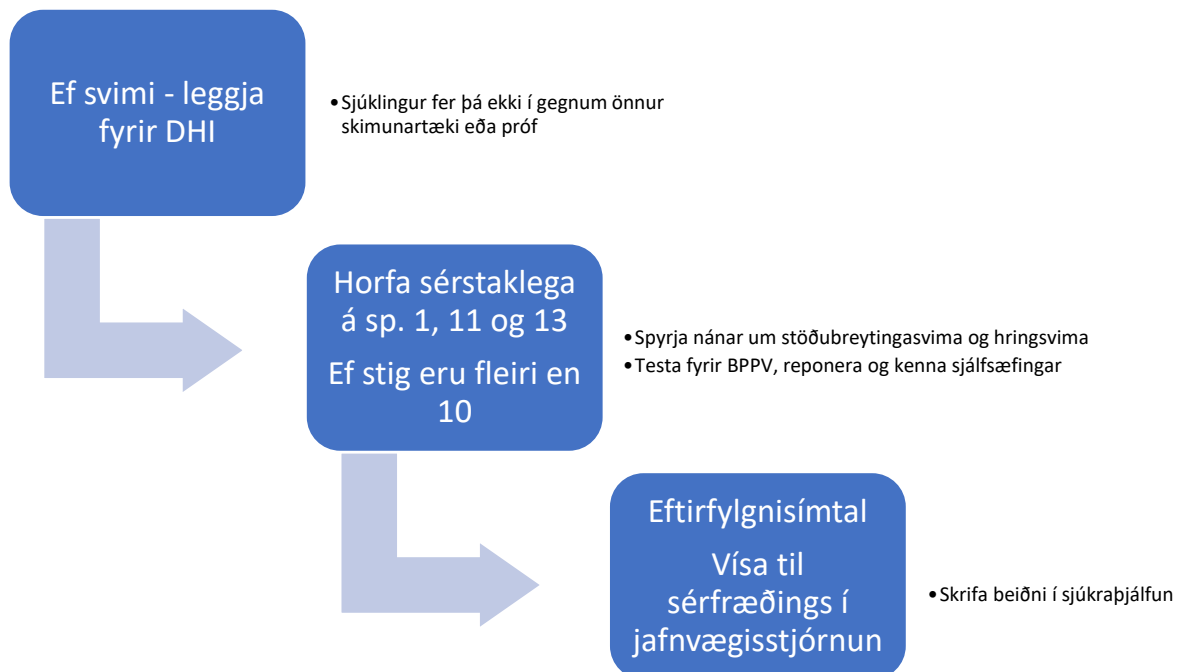 Ef svimi - leggja
fyrir DHI
•Sjúklingur fer þá ekki í gegnum önnur
skimunartæki eða próf
Horfa sérstaklega
á sp. 1, 11 og 13
Ef stig eru fleiri en
10
•Spyrja nánar um stöðubreytingasvima og hringsvima
•Testa fyrir BPPV, reponera og kenna sjálfsæfingar
Eftirfylgnisímtal
Vísa til
sérfræðings í
jafnvægisstjórnun
•Skrifa beiðni í sjúkraþjálfun